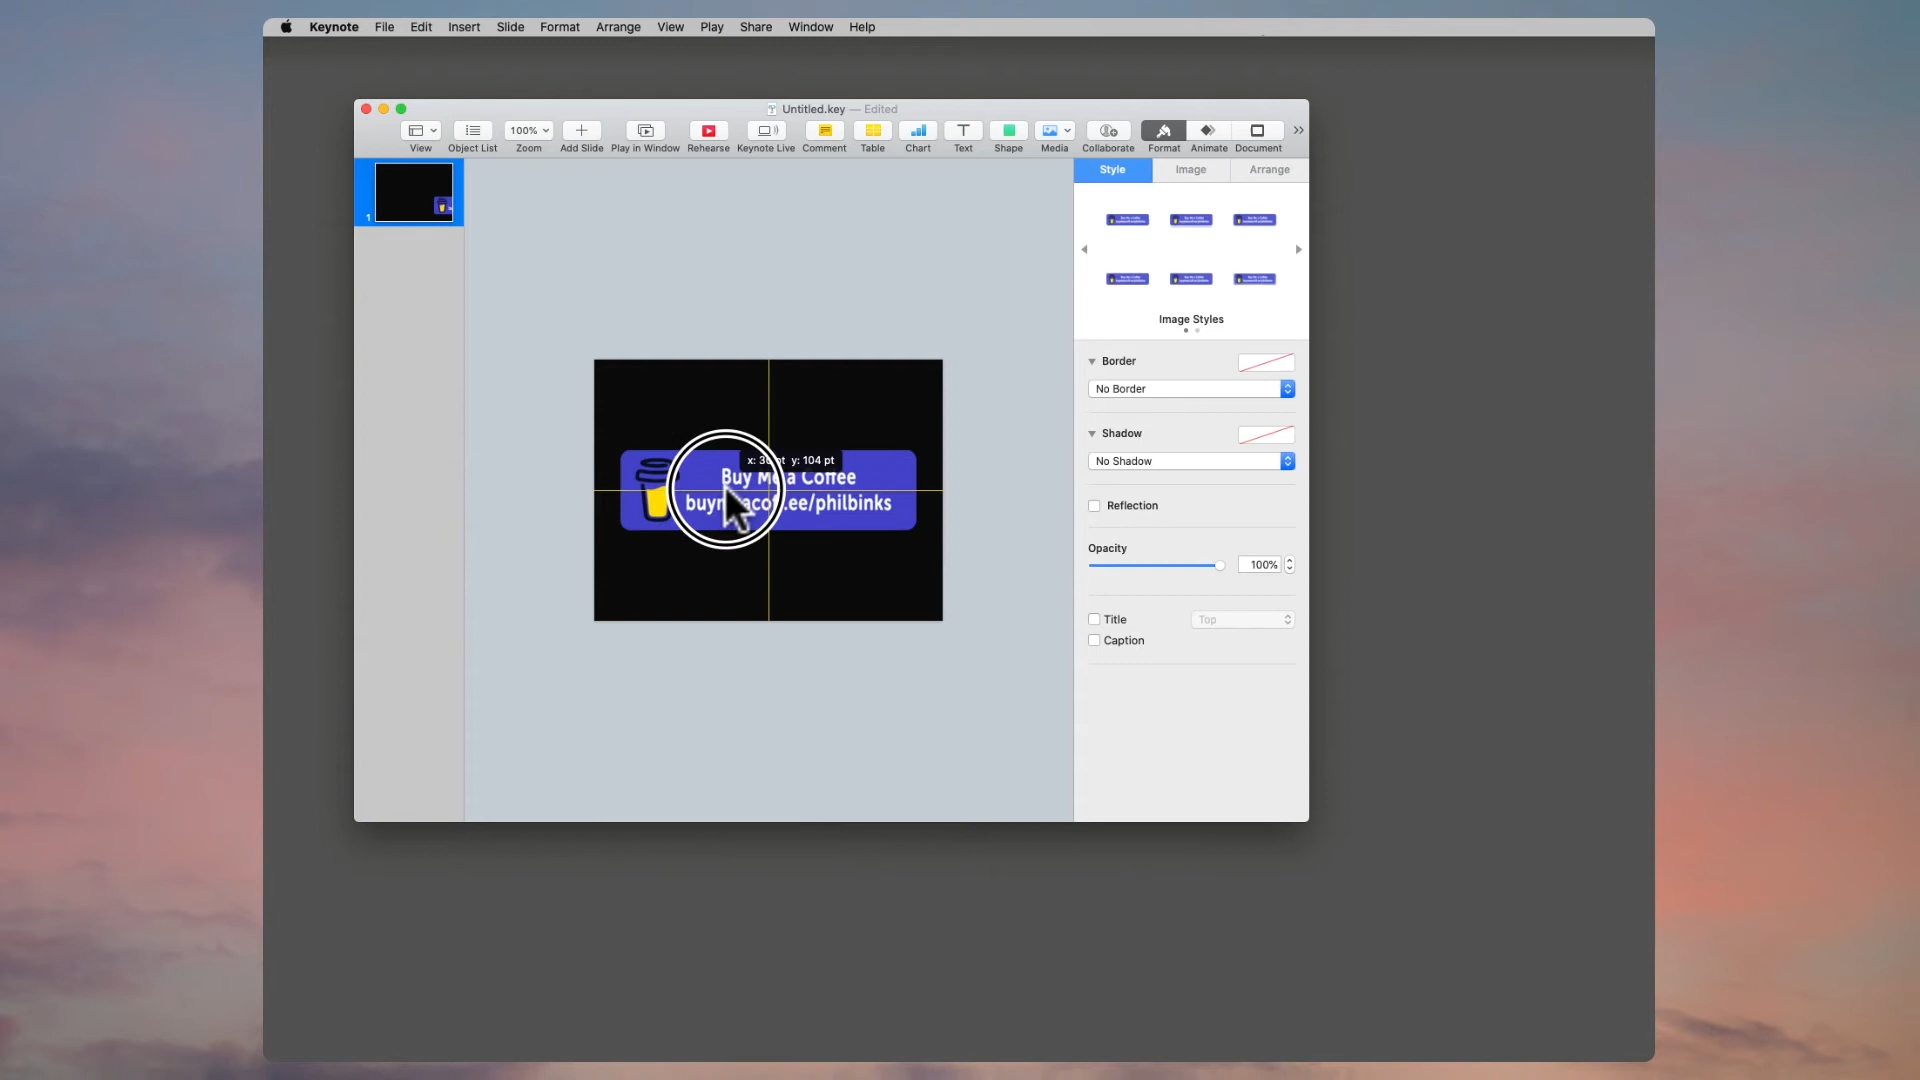 Keynote File Edit Insert Slide Format Arrange View Play Share Window Help
Untitled.key — Edited
100%
View Object List Zoom Add Slide Play in Window Rehearse Keynote Live Comment Table Chart Text Shape Media Collaborate Format Animate Document
1
Style Image Arrange
Image Styles
Border
No Border
Shadow
No Shadow
Reflection
Opacity
100%
Title Top
Caption
x: 30 pt y: 104 pt
Buy Me a Coffee